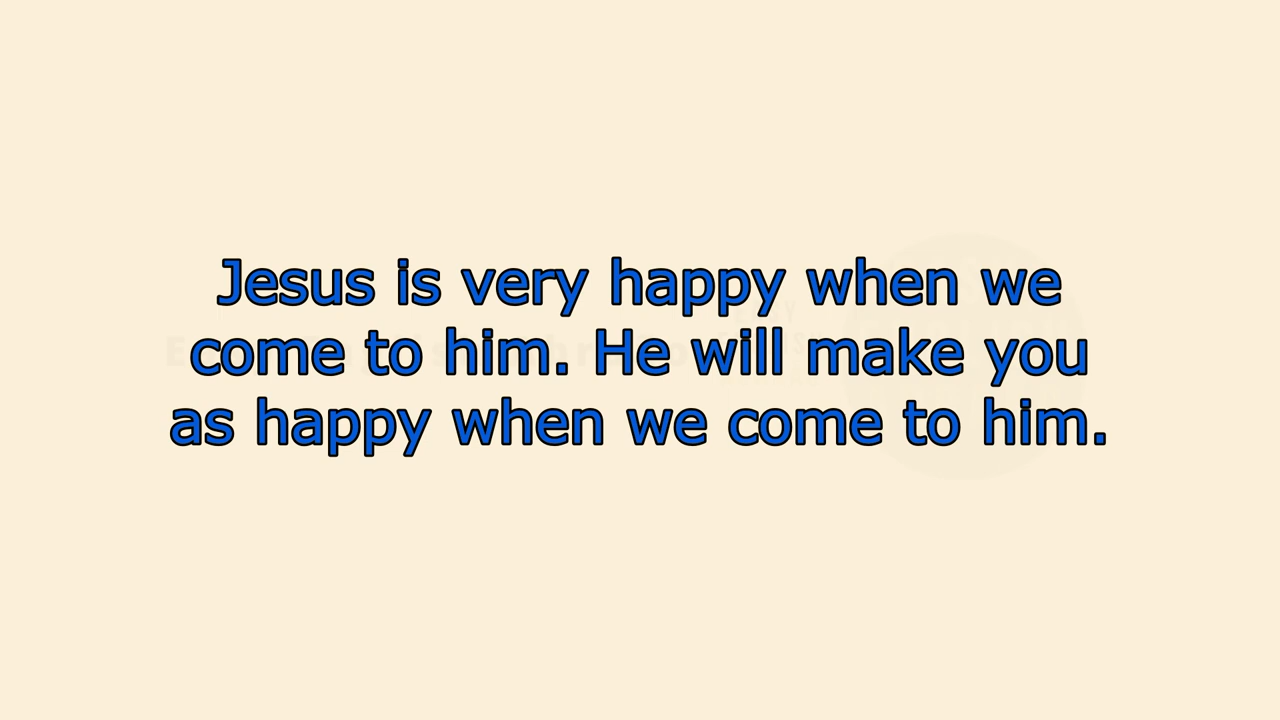 Jesus is very happy when we
come to him. He will make you
as happy when we come to him.